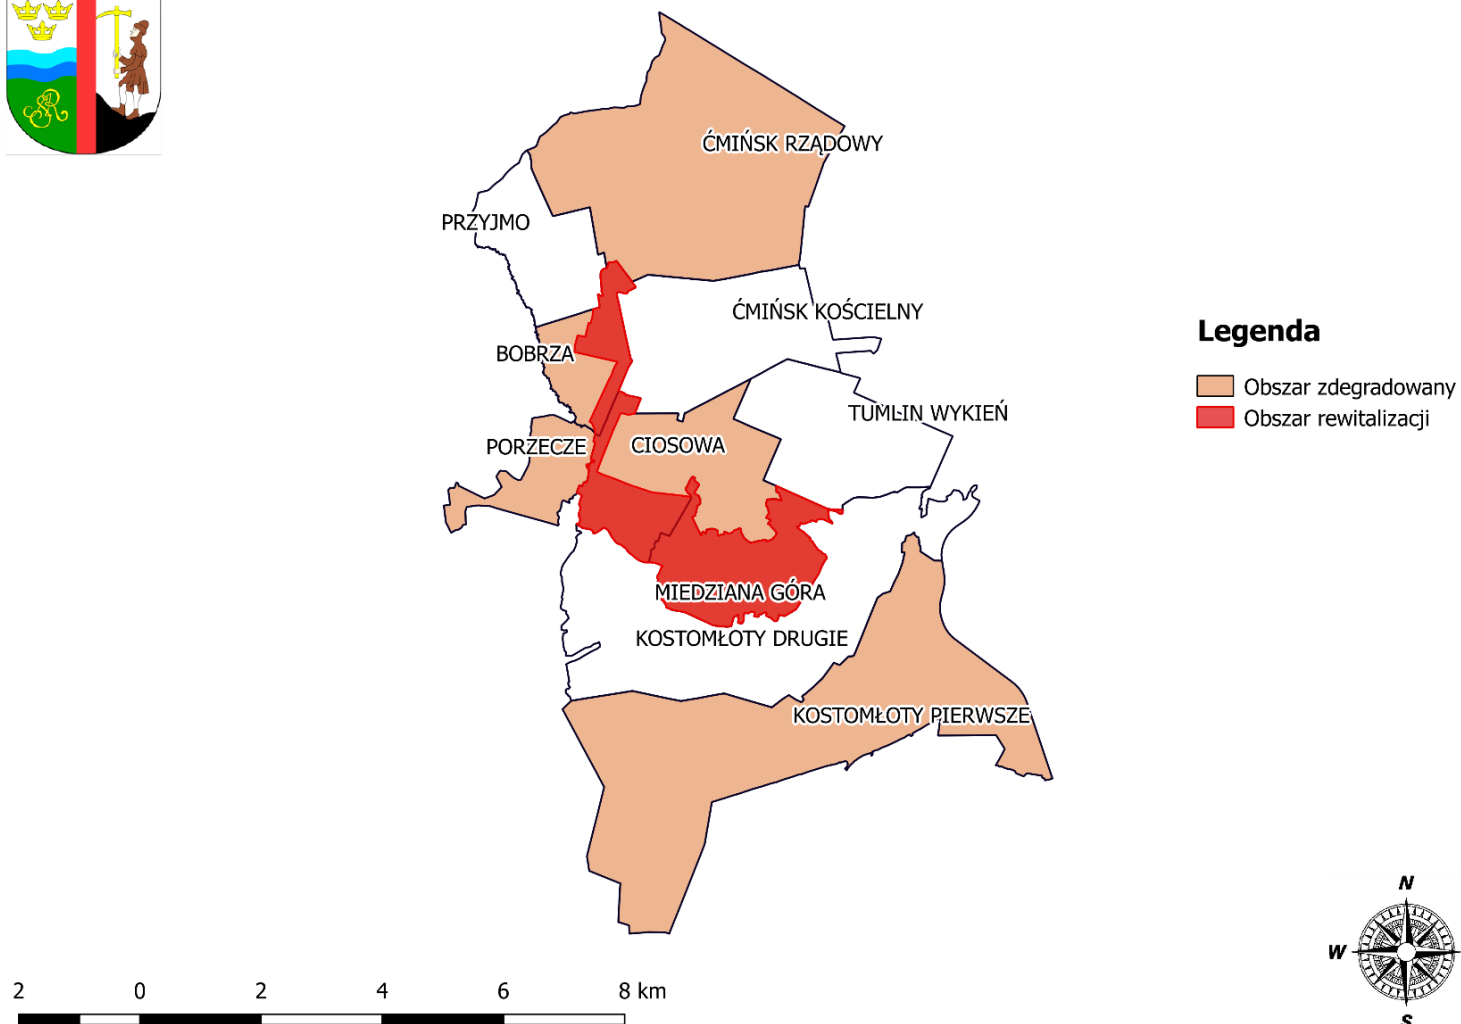 ĆMIŃSK RZĄDOWY
PRZYJMO
ĆMIŃSK KOŚCIELNY
Legenda
BOBRZA
Obszar zdegradowany
TUMLIN WYKIEŃ
Obszar rewitalizacji
PORZECZE
CIOSOWA
MIEDZIANA GÓRA
KOSTOMŁOTY DRUGIE
KOSTOMŁOTY PIERWSZE
N
W
S
2 0 2 4 6 8 km